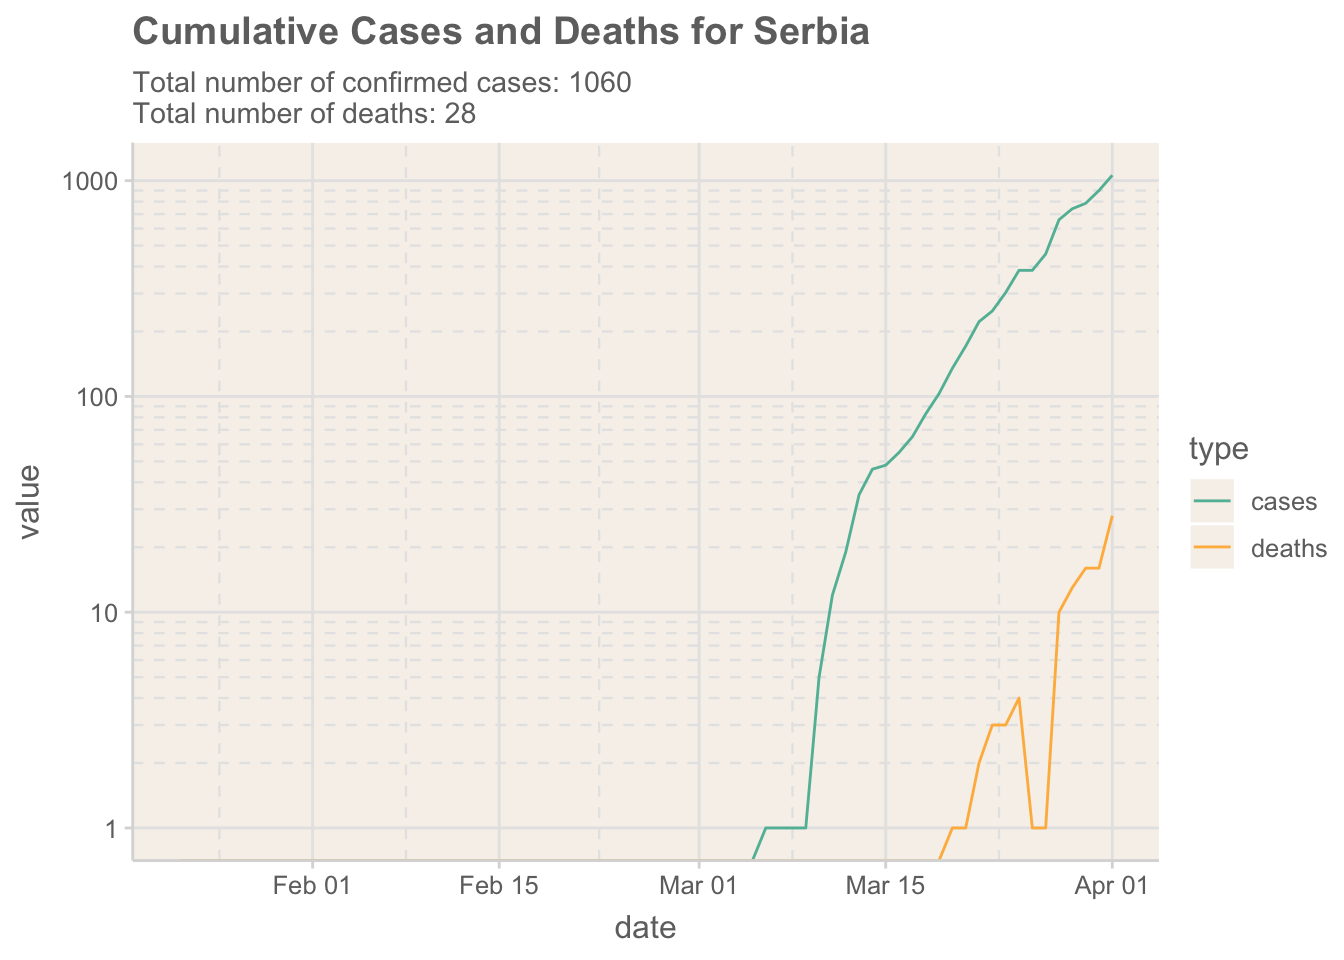 Cumulative Cases and Deaths for Serbia
Total number of confirmed cases: 1060
Total number of deaths: 28
1000
100
10
1
value
Feb 01
Feb 15
Mar 01
Mar 15
Apr 01
date
type
cases
deaths